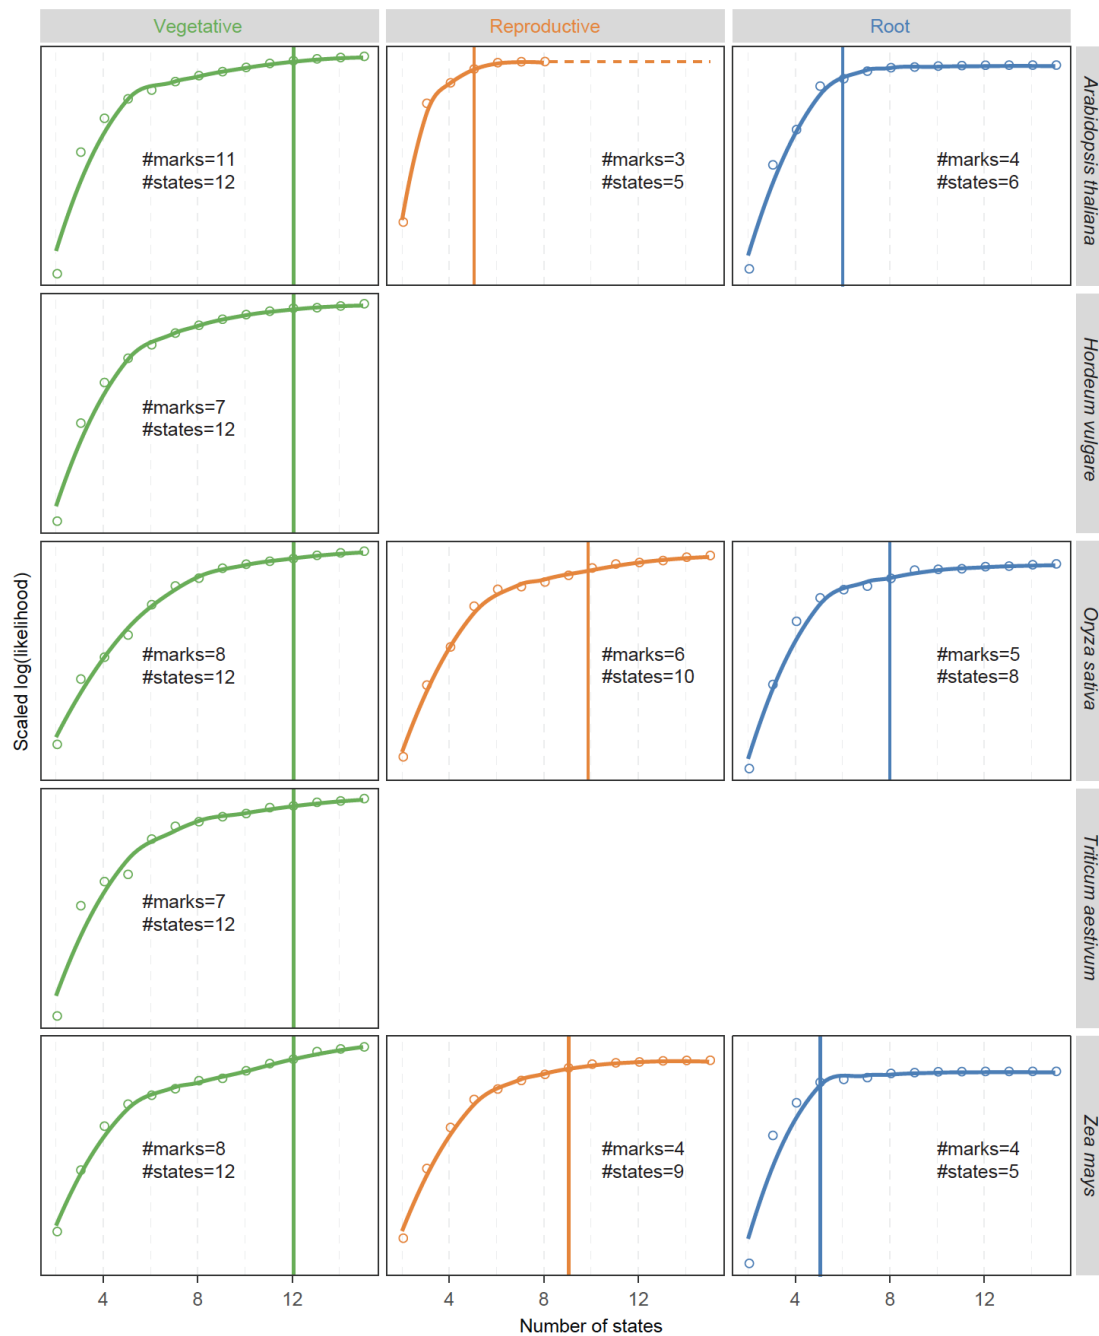 Vegetative
Reproductive
Root
#marks=11
#states=12
#marks=3
#states=5
#marks=4
#states=6
Arabidopsis thaliana
#marks=7
#states=12
Hordeum vulgare
Scaled log(likelihood)
#marks=8
#states=12
#marks=6
#states=10
#marks=5
#states=8
Oryza sativa
#marks=7
#states=12
Triticum aestivum
#marks=8
#states=12
#marks=4
#states=9
#marks=4
#states=5
Zea mays
4 8 12 4 8 12 4 8 12
Number of states